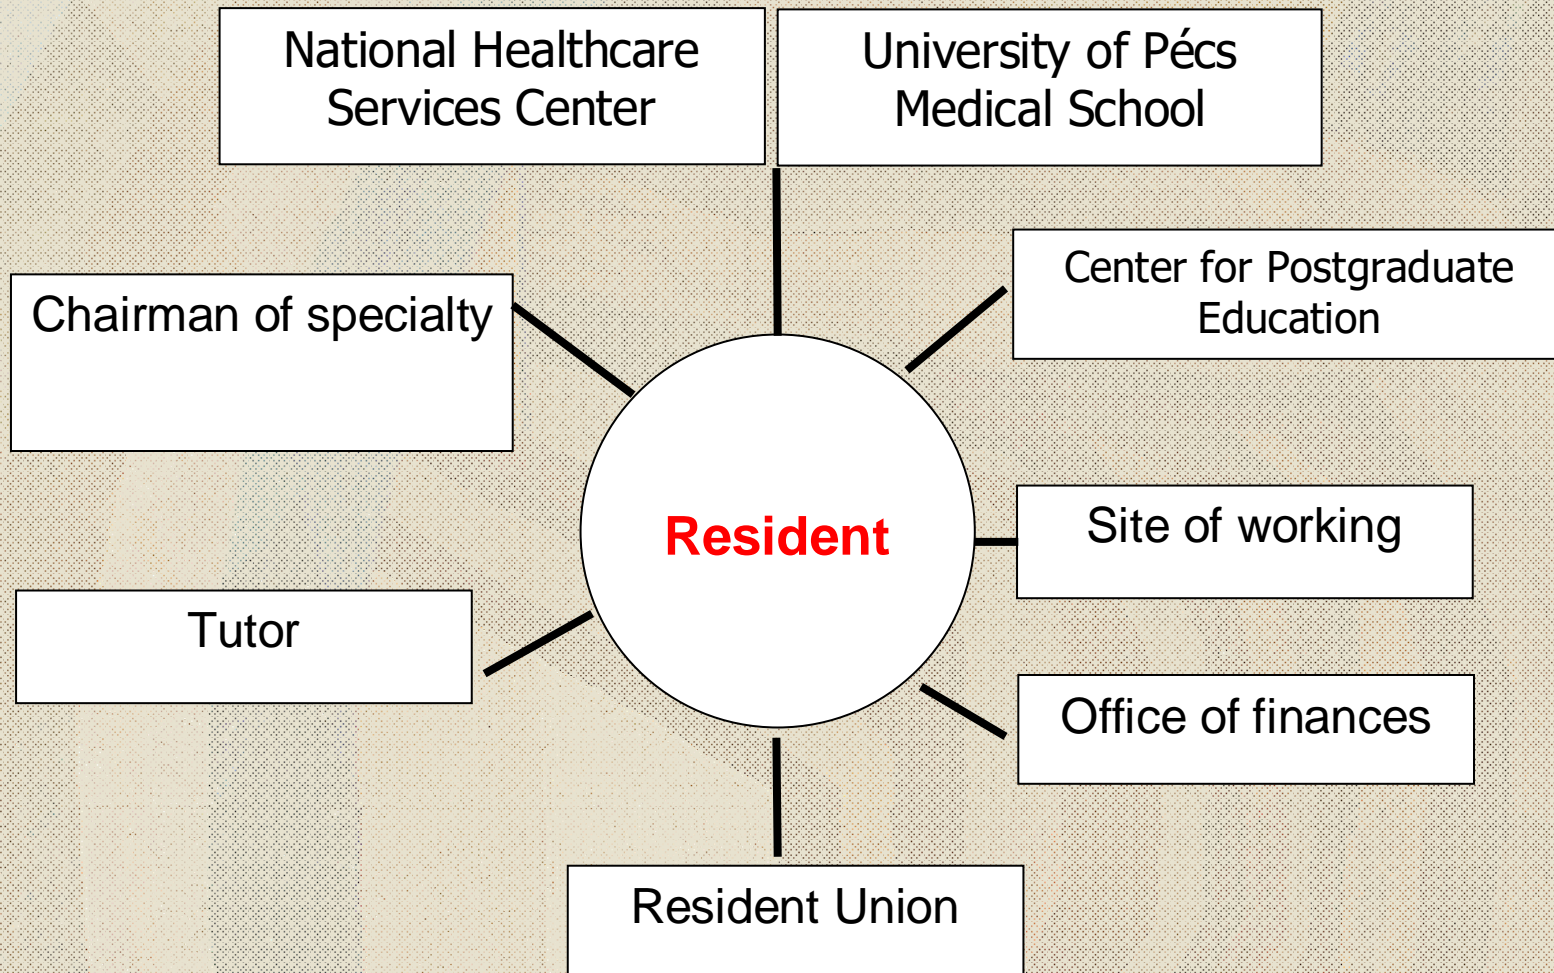 National Healthcare
Services Center
University of Pécs
Medical School
Center for Postgraduate
Education
Chairman of specialty
Resident
Site of working
Tutor
Office of finances
Resident Union